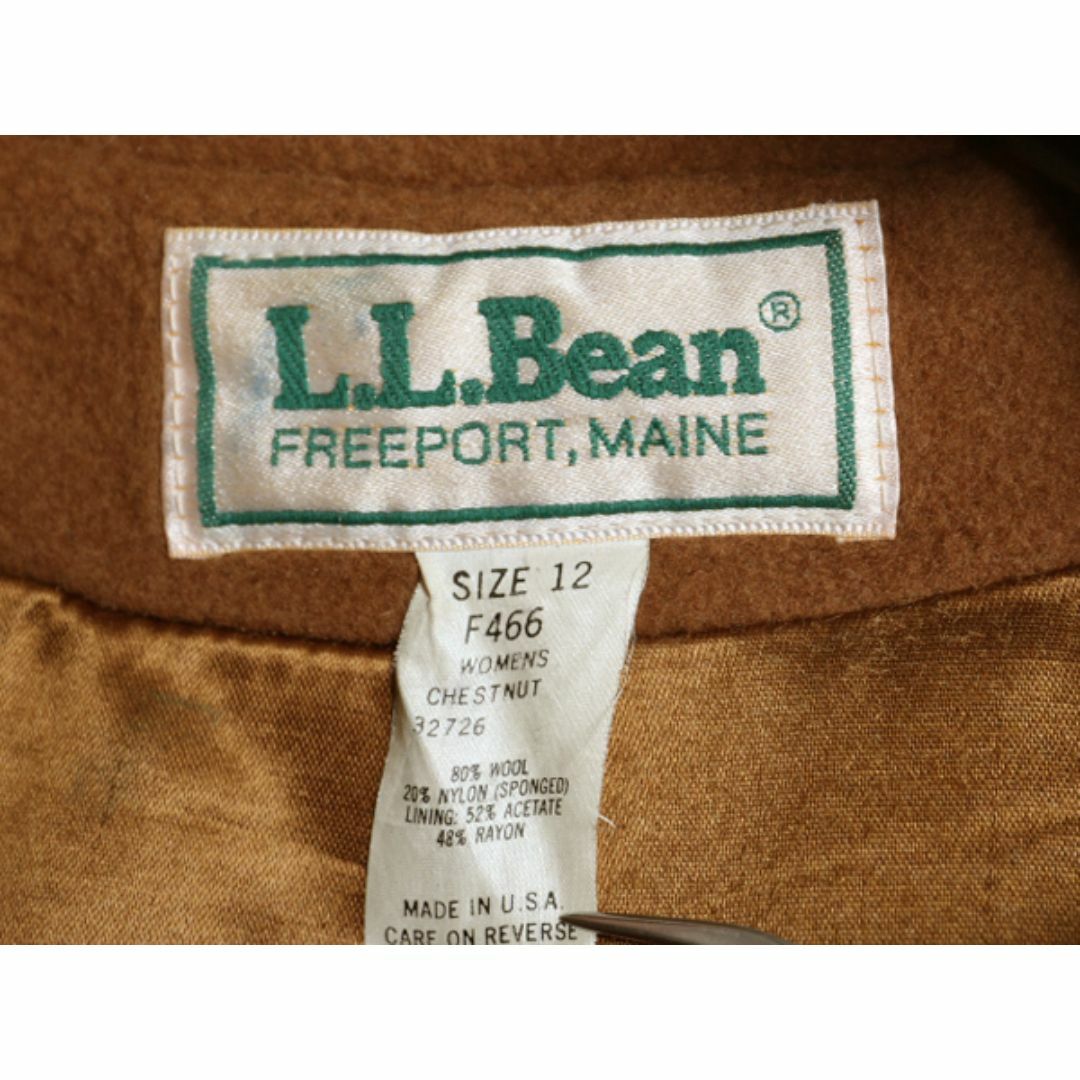 L.L.Bean®
FREEPORT, MAINE
SIZE 12
F466
WOMENS
CHESTNUT
32726
80% WOOL
20% NYLON (SPONGED)
LINING: 52% ACETATE
48% RAYON
MADE IN U.S.A.
CARE ON REVERSE